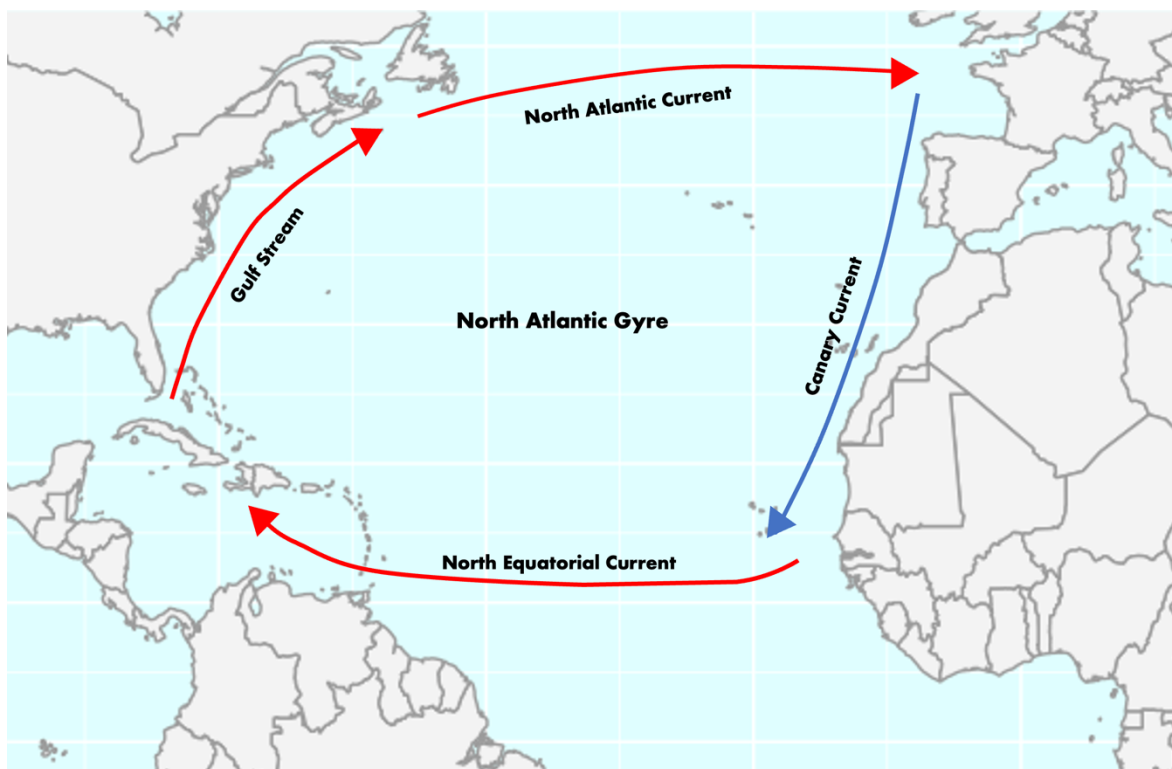 North Atlantic Current
Gulf Stream
North Atlantic Gyre
Canary Current
North Equatorial Current